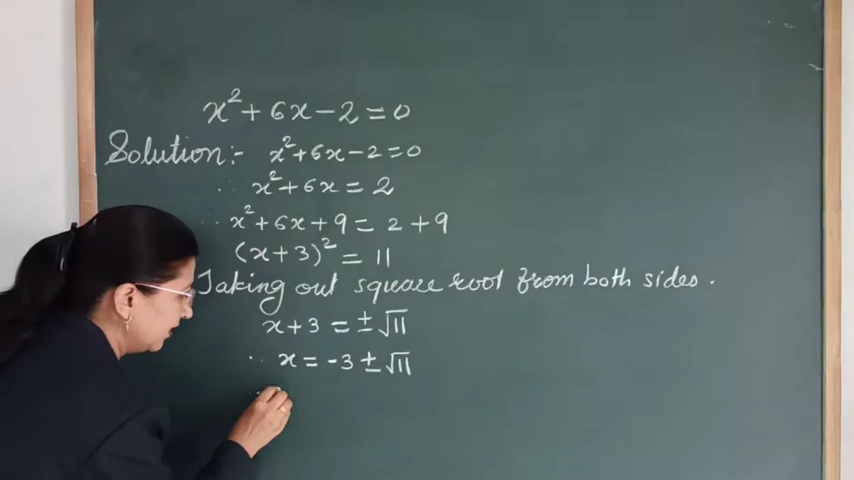 x² + 6x - 2 = 0
Solution:- x² + 6x - 2 = 0
∴ x² + 6x = 2
∴ x² + 6x + 9 = 2 + 9
(x + 3)² = 11
Taking out square root from both sides.
x + 3 = ± √11
∴ x = -3 ± √11